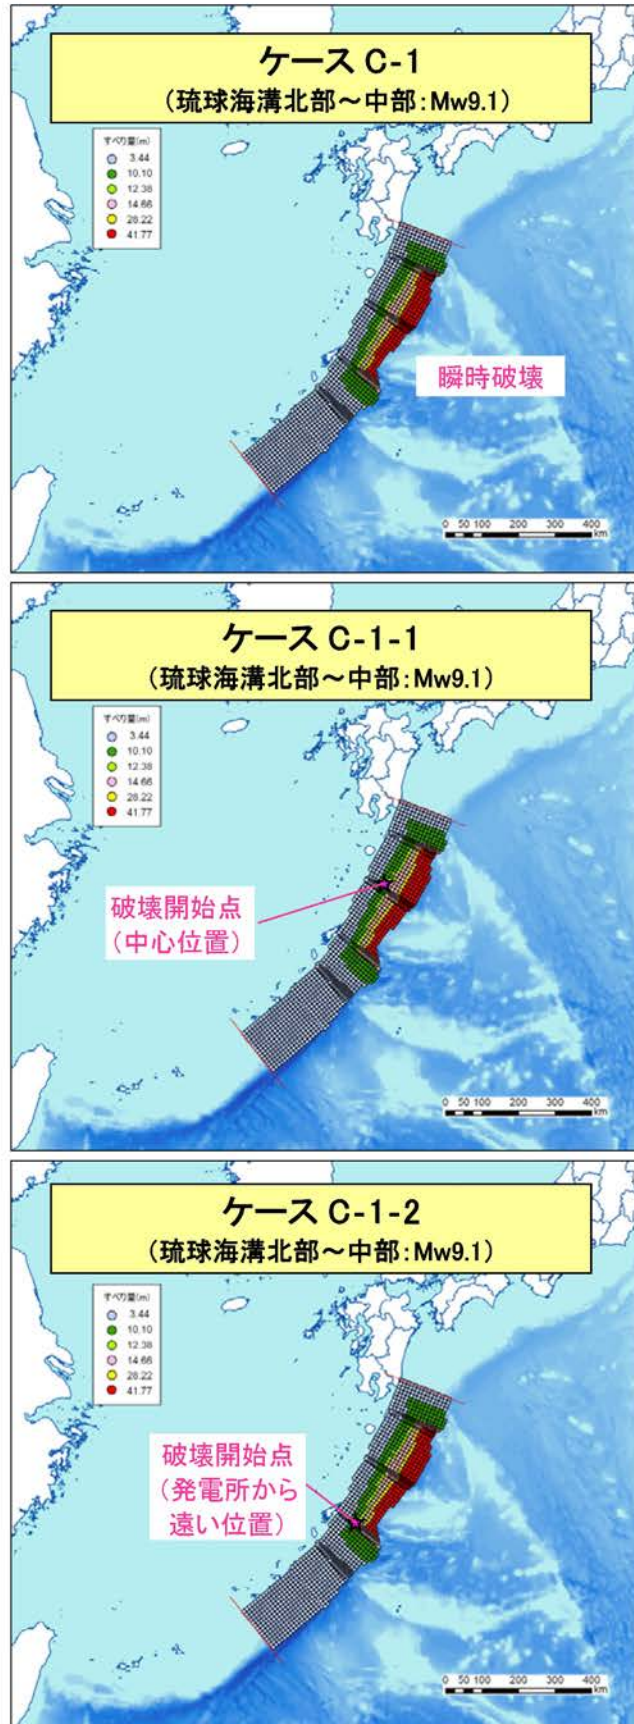 ケース C-1
(琉球海溝北部~中部:Mw9.1)
すべり量(m)
3.44
10.10
12.38
14.66
28.22
41.77
瞬時破壊
0 50 100 200 300 400
km
ケース C-1-1
(琉球海溝北部~中部:Mw9.1)
すべり量(m)
3.44
10.10
12.38
14.66
28.22
41.77
破壊開始点
(中心位置)
0 50 100 200 300 400
km
ケース C-1-2
(琉球海溝北部~中部:Mw9.1)
すべり量(m)
3.44
10.10
12.38
14.66
28.22
41.77
破壊開始点
(発電所から
遠い位置)
0 50 100 200 300 400
km